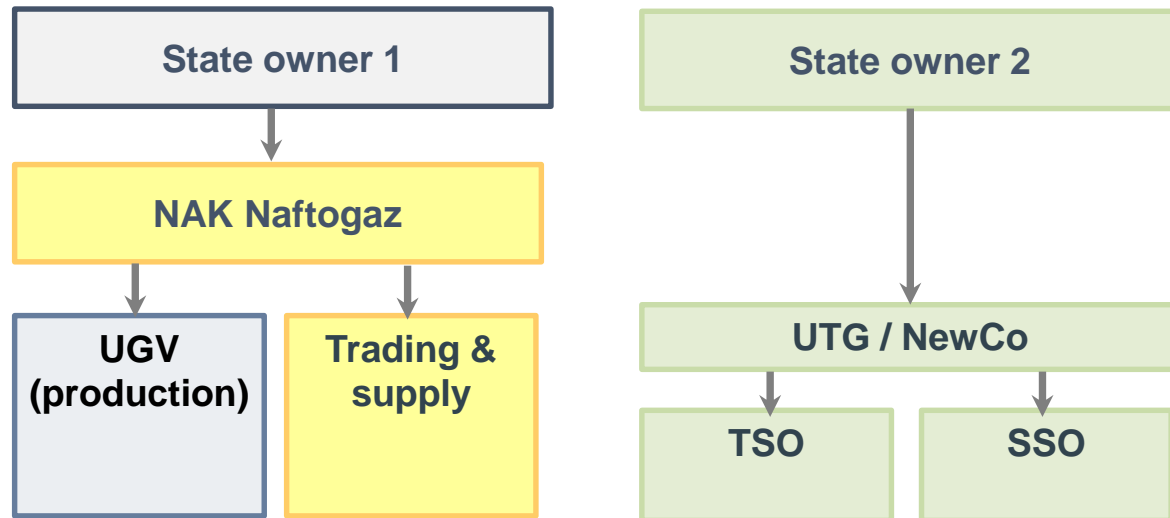 State owner 1
State owner 2
NAK Naftogaz
UGV
(production)
Trading &
supply
UTG / NewCo
TSO
SSO